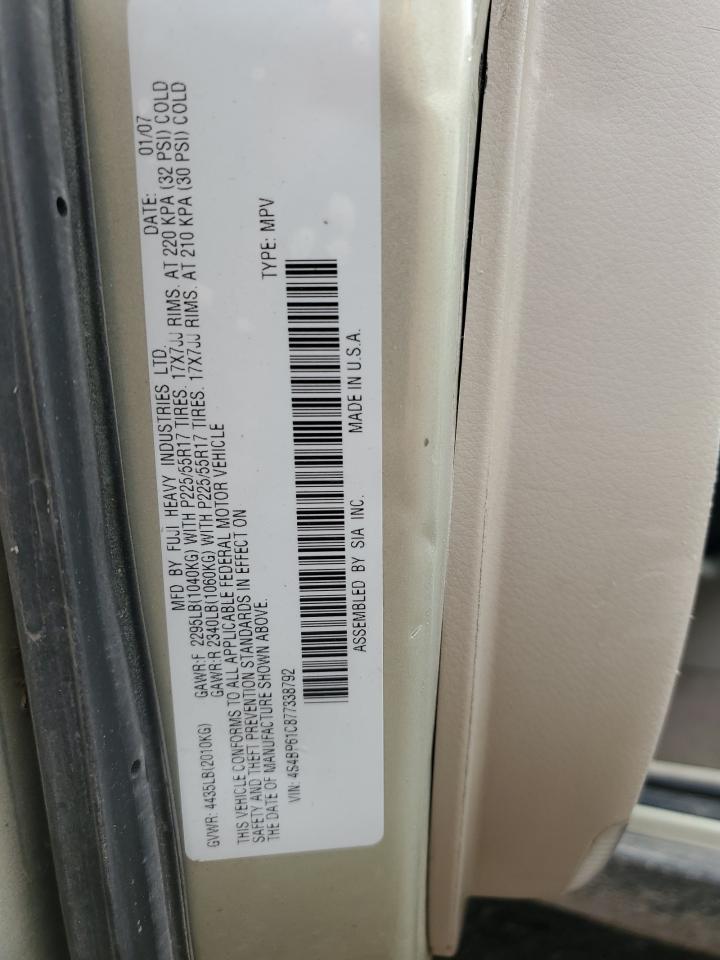 MFD BY FUJI HEAVY INDUSTRIES LTD. DATE: 01/07
GVWR: 4435LB(2010KG) GAWR:F 2295LB(1040KG) WITH P225/55R17 TIRES. 17X7JJ RIMS. AT 220 KPA (32 PSI) COLD
GAWR:R 2340LB(1060KG) WITH P225/55R17 TIRES. 17X7JJ RIMS. AT 210 KPA (30 PSI) COLD
THIS VEHICLE CONFORMS TO ALL APPLICABLE FEDERAL MOTOR VEHICLE
SAFETY AND THEFT PREVENTION STANDARDS IN EFFECT ON
THE DATE OF MANUFACTURE SHOWN ABOVE.
VIN: 4S4BP61C877338792 TYPE: MPV
ASSEMBLED BY SIA INC. MADE IN U.S.A.